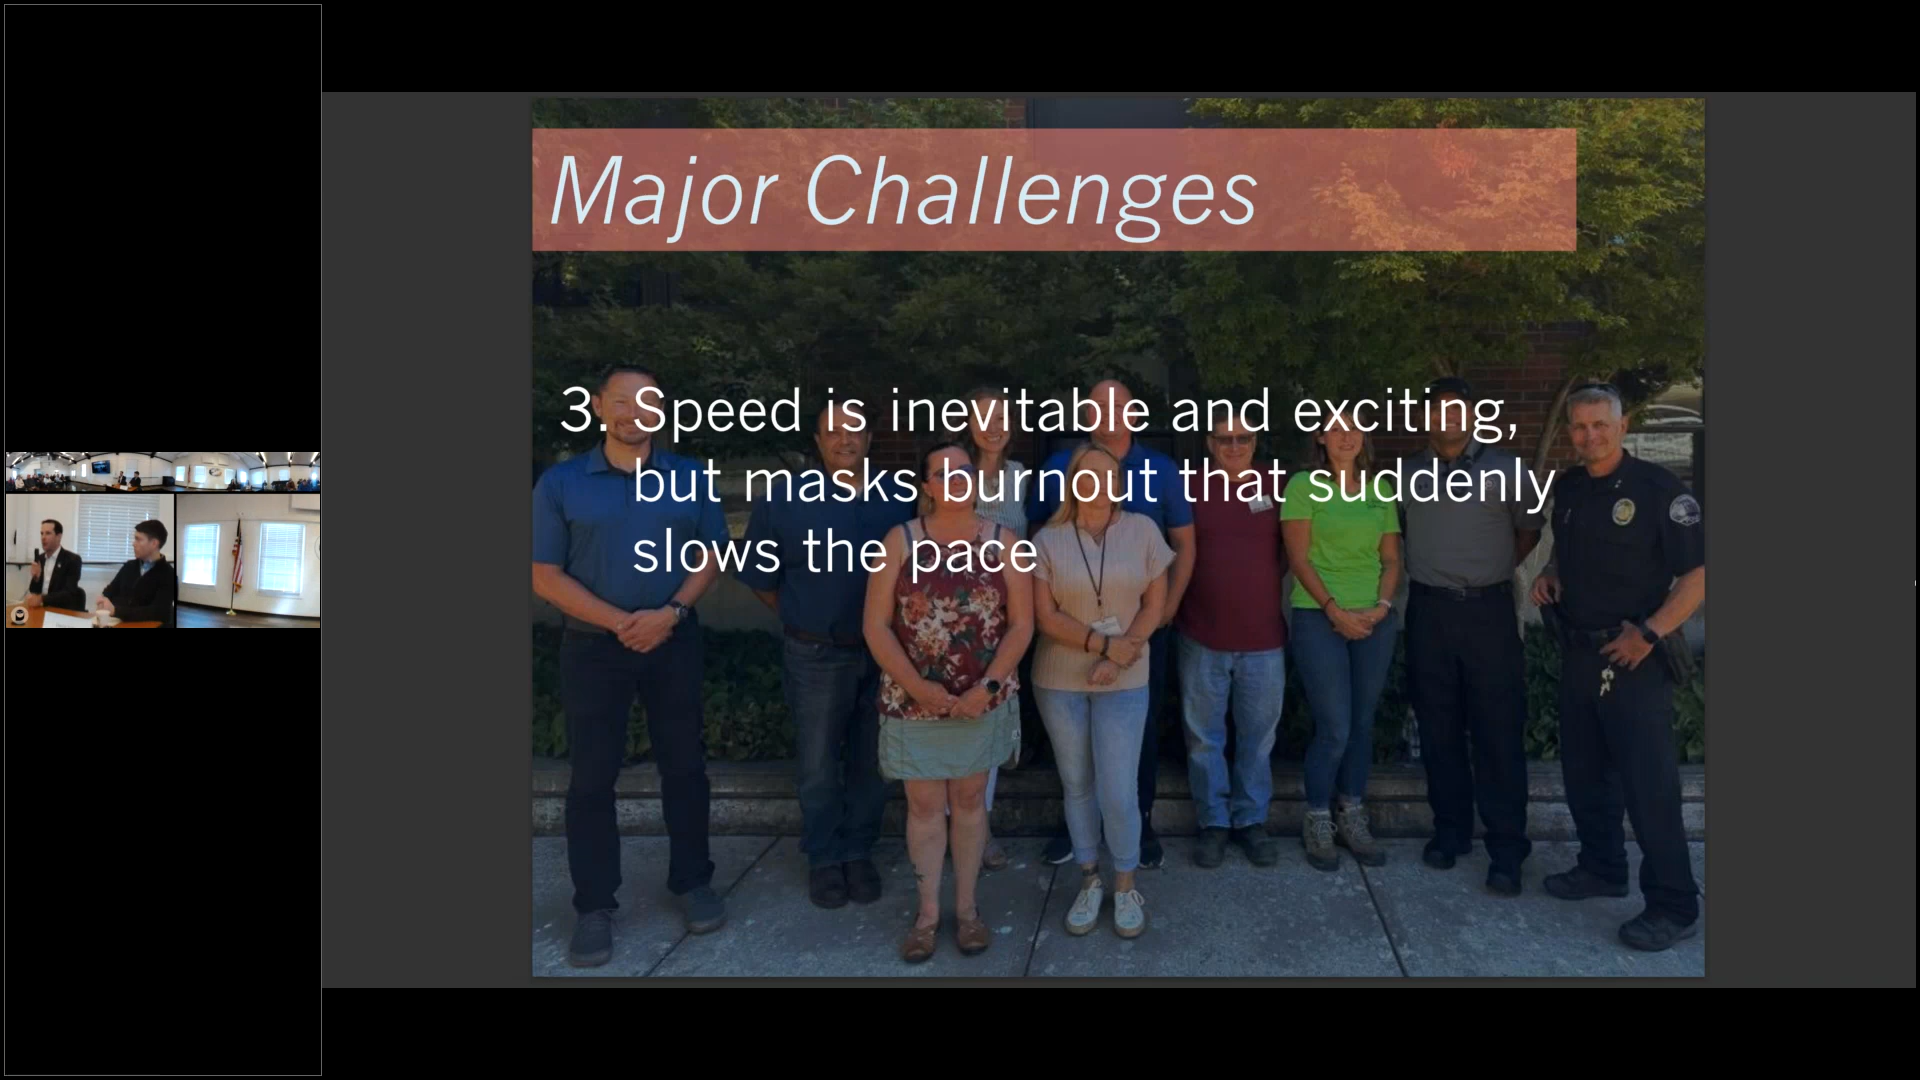 Major Challenges
3. Speed is inevitable and exciting,
but masks burnout that suddenly
slows the pace